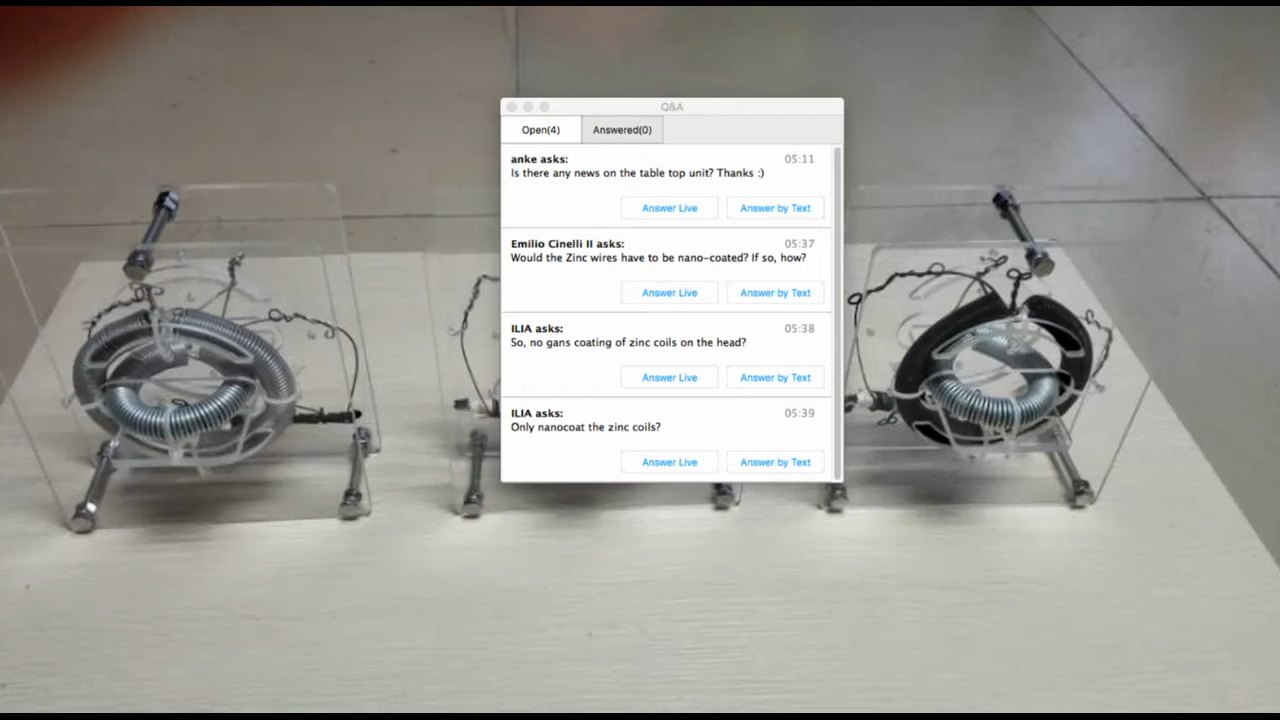 Q&A
Open(4) Answered(0)
anke asks: 05:11
Is there any news on the table top unit? Thanks :)
Answer Live Answer by Text
Emilio Cinelli II asks: 05:37
Would the Zinc wires have to be nano-coated? If so, how?
Answer Live Answer by Text
ILIA asks: 05:38
So, no gans coating of zinc coils on the head?
Answer Live Answer by Text
ILIA asks: 05:39
Only nanocoat the zinc coils?
Answer Live Answer by Text